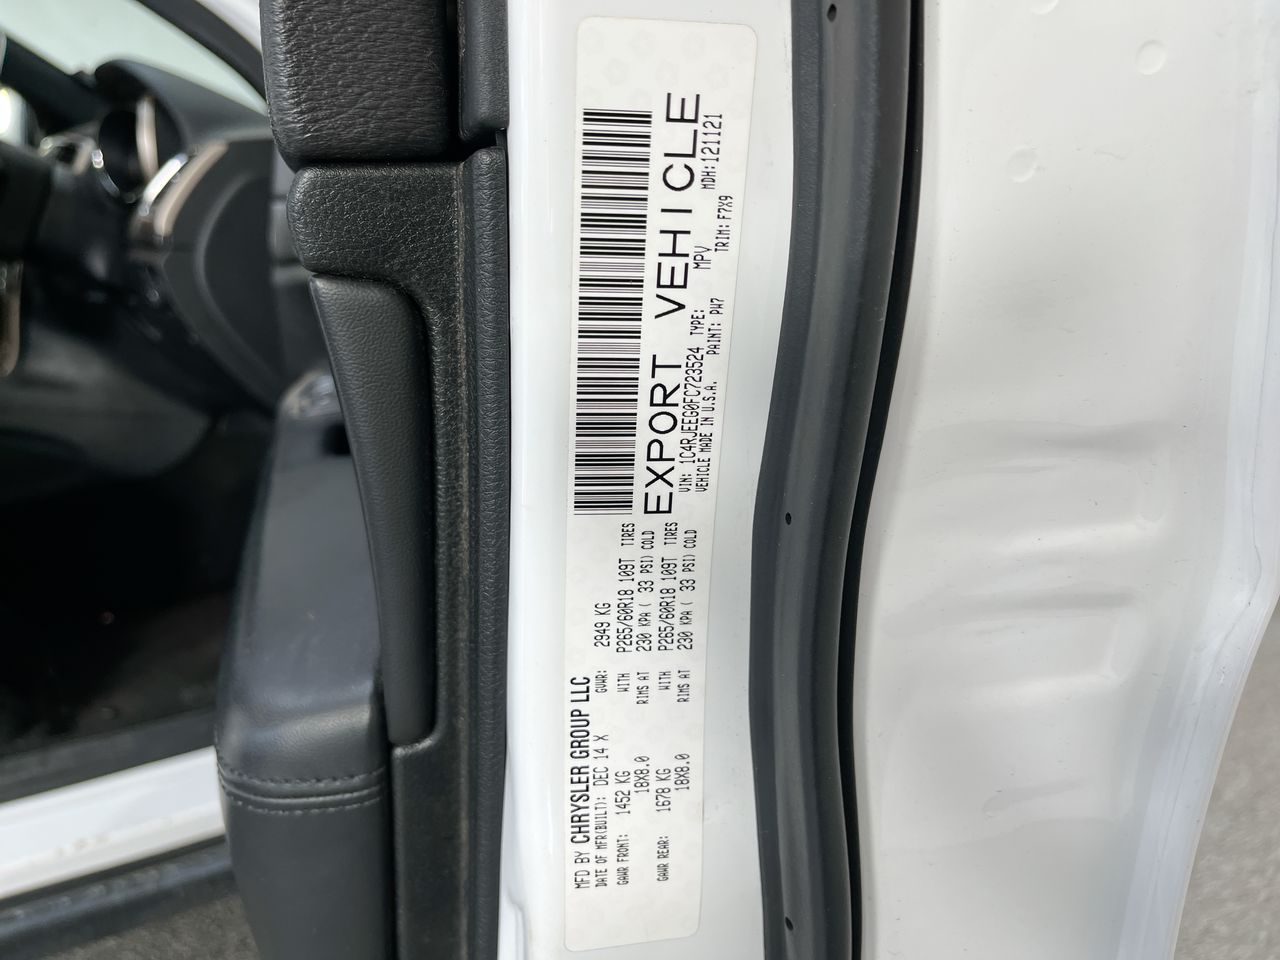 MFD BY CHRYSLER GROUP LLC
DATE OF MFR(BUILT): DEC 14 X GVWR: 2949 KG
GAWR FRONT: 1452 KG WITH P265/60R18 109T TIRES
18X8.0 RIMS AT 230 KPA ( 33 PSI) COLD
GAWR REAR: 1678 KG WITH P265/60R18 109T TIRES
18X8.0 RIMS AT 230 KPA ( 33 PSI) COLD
EXPORT VEHICLE
VIN: 1C4RJEEG0FC723524 TYPE: MPV MDH:121121
VEHICLE MADE IN U.S.A. PAINT: PW7 TRIM: F7X9